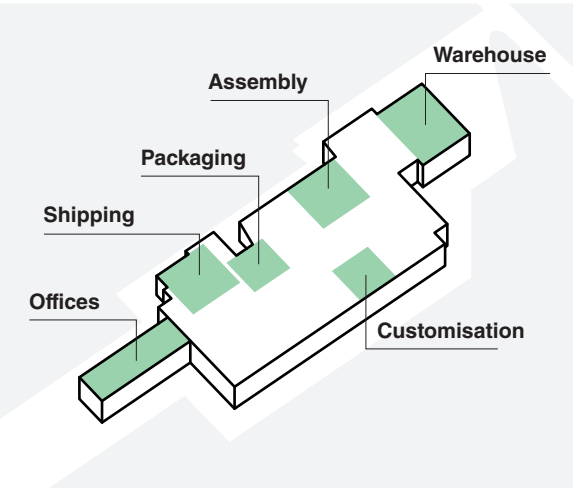 Warehouse
Assembly
Packaging
Shipping
Offices
Customisation